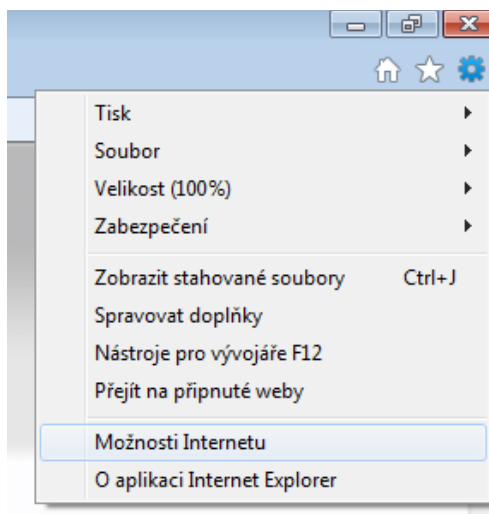 Tisk
Soubor
Velikost (100%)
Zabezpečení
Zobrazit stahované soubory Ctrl+J
Spravovat doplňky
Nástroje pro vývojáře F12
Přejít na připnuté weby
Možnosti Internetu
O aplikaci Internet Explorer